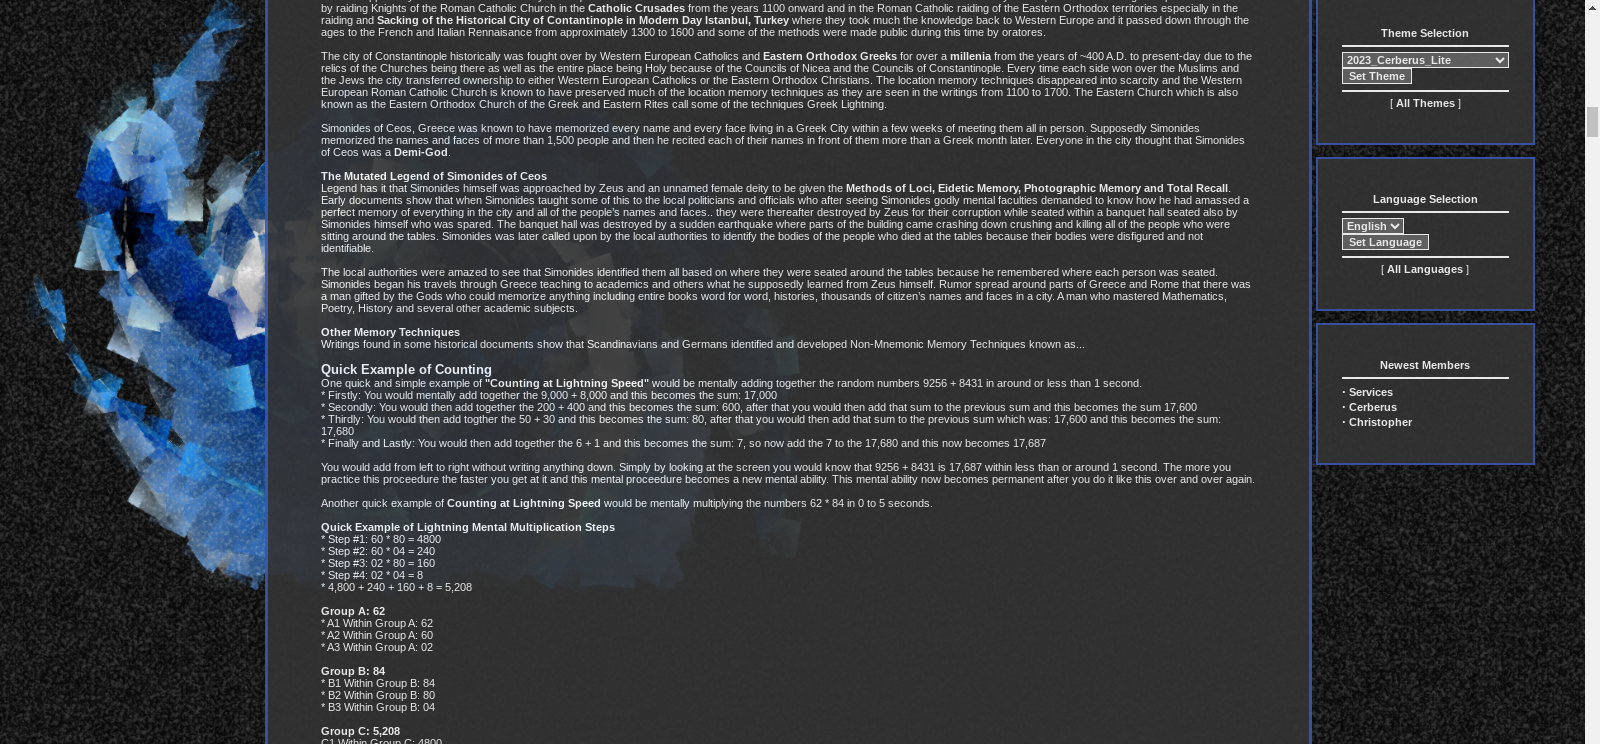 by raiding Knights of the Roman Catholic Church in the Catholic Crusades from the years 1100 onward and in the Roman Catholic raiding of the Eastern Orthodox territories especially in the
raiding and Sacking of the Historical City of Contantinople in Modern Day Istanbul, Turkey where they took much the knowledge back to Western Europe and it passed down through the
ages to the French and Italian Rennaisance from approximately 1300 to 1600 and some of the methods were made public during this time by oratores.
The city of Constantinople historically was fought over by Western European Catholics and Eastern Orthodox Greeks for over a millenia from the years of ~400 A.D. to present-day due to the
relics of the Churches being there as well as the entire place being Holy because of the Councils of Nicea and the Councils of Constantinople. Every time each side won over the Muslims and
the Jews the city transferred ownership to either Western European Catholics or the Eastern Orthodox Christians. The location memory techniques disappeared into scarcity and the Western
European Roman Catholic Church is known to have preserved much of the location memory techniques as they are seen in the writings from 1100 to 1700. The Eastern Church which is also
known as the Eastern Orthodox Church of the Greek and Eastern Rites call some of the techniques Greek Lightning.
Simonides of Ceos, Greece was known to have memorized every name and every face living in a Greek City within a few weeks of meeting them all in person. Supposedly Simonides
memorized the names and faces of more than 1,500 people and then he recited each of their names in front of them more than a Greek month later. Everyone in the city thought that Simonides
of Ceos was a Demi-God.
The Mutated Legend of Simonides of Ceos
Legend has it that Simonides himself was approached by Zeus and an unnamed female deity to be given the Methods of Loci, Eidetic Memory, Photographic Memory and Total Recall.
Early documents show that when Simonides taught some of this to the local politicians and officials who after seeing Simonides godly mental faculties demanded to know how he had amassed a
perfect memory of everything in the city and all of the people's names and faces.. they were thereafter destroyed by Zeus for their corruption while seated within a banquet hall seated also by
Simonides himself who was spared. The banquet hall was destroyed by a sudden earthquake where parts of the building came crashing down crushing and killing all of the people who were
sitting around the tables. Simonides was later called upon by the local authorities to identify the bodies of the people who died at the tables because their bodies were disfigured and not
identifiable.
The local authorities were amazed to see that Simonides identified them all based on where they were seated around the tables because he remembered where each person was seated.
Simonides began his travels through Greece teaching to academics and others what he supposedly learned from Zeus himself. Rumor spread around parts of Greece and Rome that there was
a man gifted by the Gods who could memorize anything including entire books word for word, histories, thousands of citizen's names and faces in a city. A man who mastered Mathematics,
Poetry, History and several other academic subjects.
Other Memory Techniques
Writings found in some historical documents show that Scandinavians and Germans identified and developed Non-Mnemonic Memory Techniques known as...
Quick Example of Counting
One quick and simple example of "Counting at Lightning Speed" would be mentally adding together the random numbers 9256 + 8431 in around or less than 1 second.
* Firstly: You would mentally add together the 9,000 + 8,000 and this becomes the sum: 17,000
* Secondly: You would then add together the 200 + 400 and this becomes the sum: 600, after that you would then add that sum to the previous sum and this becomes the sum 17,600
* Thirdly: You would then add togther the 50 + 30 and this becomes the sum: 80, after that you would then add that sum to the previous sum which was: 17,600 and this becomes the sum:
17,680
* Finally and Lastly: You would then add together the 6 + 1 and this becomes the sum: 7, so now add the 7 to the 17,680 and this now becomes 17,687
You would add from left to right without writing anything down. Simply by looking at the screen you would know that 9256 + 8431 is 17,687 within less than or around 1 second. The more you
practice this proceedure the faster you get at it and this mental proceedure becomes a new mental ability. This mental ability now becomes permanent after you do it like this over and over again.
Another quick example of Counting at Lightning Speed would be mentally multiplying the numbers 62 * 84 in 0 to 5 seconds.
Quick Example of Lightning Mental Multiplication Steps
* Step #1: 60 * 80 = 4800
* Step #2: 60 * 04 = 240
* Step #3: 02 * 80 = 160
* Step #4: 02 * 04 = 8
* 4,800 + 240 + 160 + 8 = 5,208
Group A: 62
* A1 Within Group A: 62
* A2 Within Group A: 60
* A3 Within Group A: 02
Group B: 84
* B1 Within Group B: 84
* B2 Within Group B: 80
* B3 Within Group B: 04
Group C: 5,208
C1 Within Group C: 4800
Theme Selection
2023_Cerberus_Lite
Set Theme
[ All Themes ]
Language Selection
English
Set Language
[ All Languages ]
Newest Members
· Services
· Cerberus
· Christopher